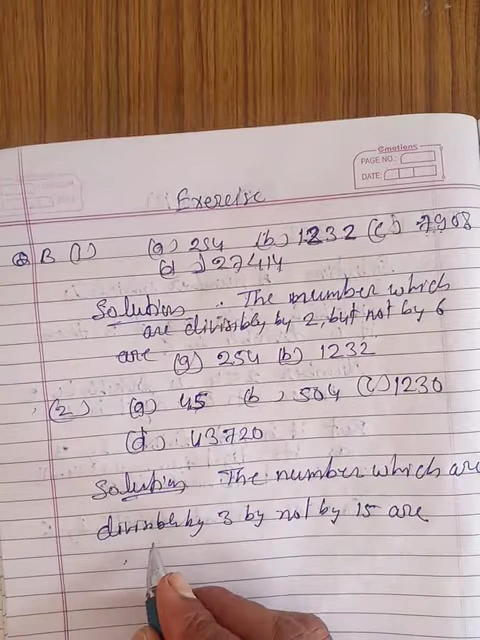 Emotions
PAGE NO.:
DATE:
Exercise
B (1) (a) 254 (b) 1232 (c) 7908
(d) 27414
Solution : The number which
are divisibly by 2, but not by 6
are (a) 254 (b) 1232
(2) (a) 45 (b) 504 (c) 1230
(d) 43720
Solution The number which are
divisibly by 3 by not by 15 are